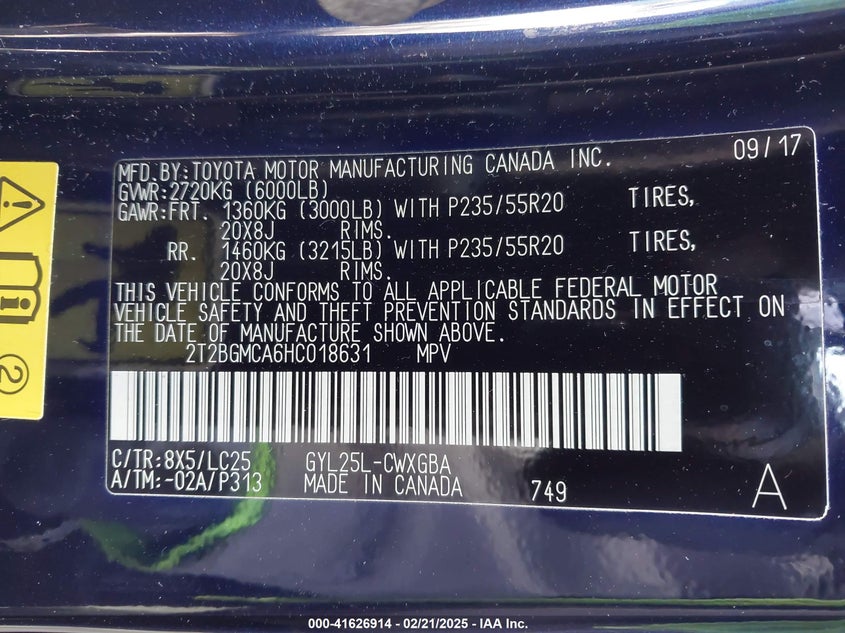 MFD.BY:TOYOTA MOTOR MANUFACTURING CANADA INC. 09/17
GVWR:2720KG (6000LB)
GAWR:FRT. 1360KG (3000LB) WITH P235/55R20 TIRES,
20X8J RIMS.
RR. 1460KG (3215LB) WITH P235/55R20 TIRES,
20X8J RIMS.
THIS VEHICLE CONFORMS TO ALL APPLICABLE FEDERAL MOTOR
VEHICLE SAFETY AND THEFT PREVENTION STANDARDS IN EFFECT ON
THE DATE OF MANUFACTURE SHOWN ABOVE.
2T2BGMCA6HC018631 MPV
C/TR:8X5/LC25 GYL25L-CWXGBA
A/TM:-02A/P313 MADE IN CANADA 749 A
2
000-41626914 - 02/21/2025 - IAA Inc.